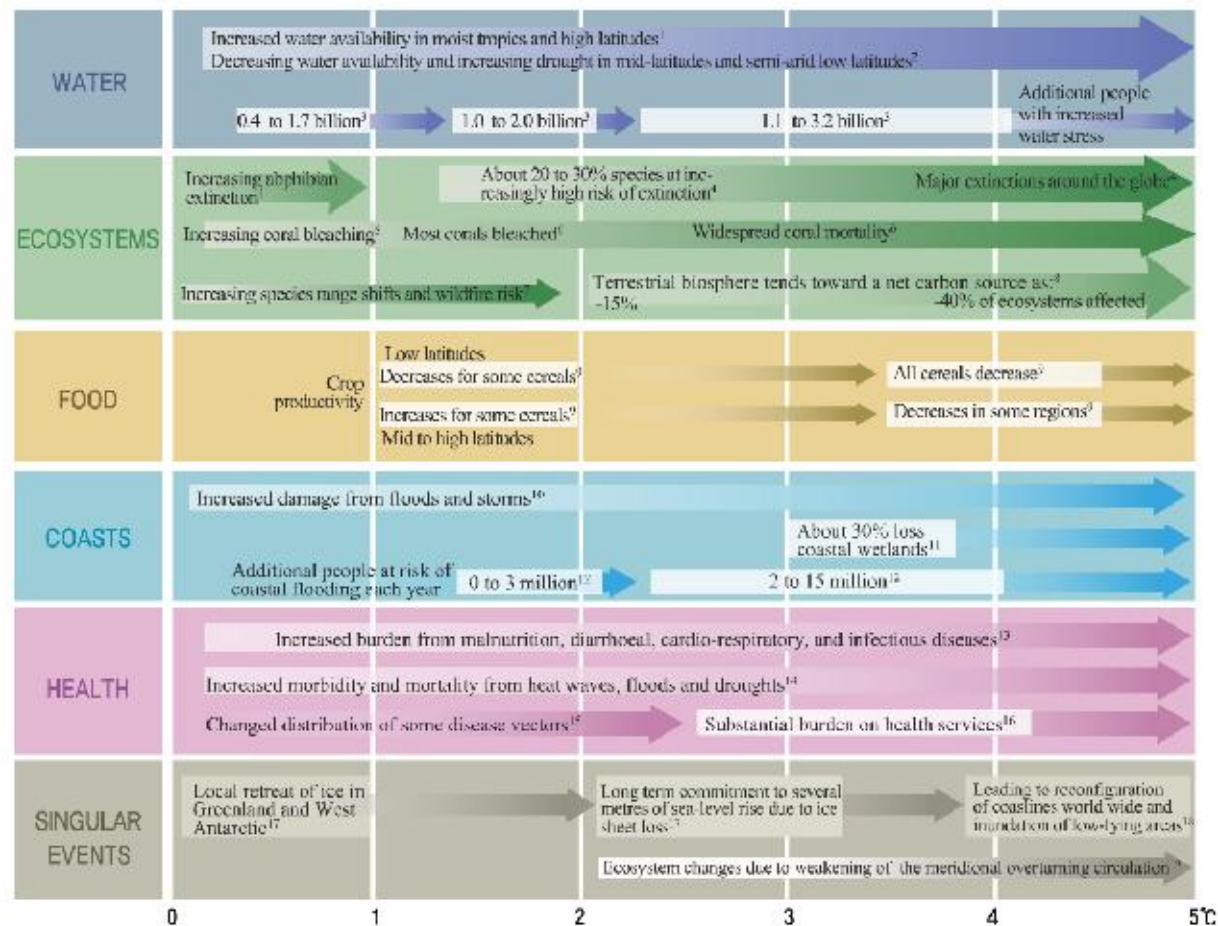 WATER
Increased water availability in moist tropics and high latitudes¹
Decreasing water availability and increasing drought in mid-latitudes and semi-arid low latitudes²
0.4 to 1.7 billion³
1.0 to 2.0 billion³
1.1 to 3.2 billion³
Additional people
with increased
water stress
ECOSYSTEMS
Increasing abphibian
extinction
About 20 to 30% species at inc-
reasingly high risk of extinction⁴
Major extinctions around the globe⁴
Increasing coral bleaching⁵
Most corals bleached⁶
Widespread coral mortality⁶
Increasing species range shifts and wildfire risk⁷
Terrestrial biosphere tends toward a net carbon source as:⁸
-15%
-40% of ecosystems affected
FOOD
Crop
productivity
Low latitudes
Decreases for some cereals⁹
All cereals decrease⁹
Increases for some cereals⁹
Decreases in some regions⁹
Mid to high latitudes
COASTS
Increased damage from floods and storms¹⁰
About 30% loss
coastal wetlands¹¹
Additional people at risk of
coastal flooding each year
0 to 3 million¹²
2 to 15 million¹²
HEALTH
Increased burden from malnutrition, diarrhoeal, cardio-respiratory, and infectious diseases¹³
Increased morbidity and mortality from heat waves, floods and droughts¹⁴
Changed distribution of some disease vectors¹⁵
Substantial burden on health services¹⁶
SINGULAR
EVENTS
Local retreat of ice in
Greenland and West
Antarctic¹⁷
Long term commitment to several
metres of sea-level rise due to ice
sheet loss
Leading to reconfiguration
of coaslines world wide and
inundation of low-lying areas¹⁸
Ecosystem changes due to weakening of the meridional overturning circulation
0 1 2 3 4 5°C